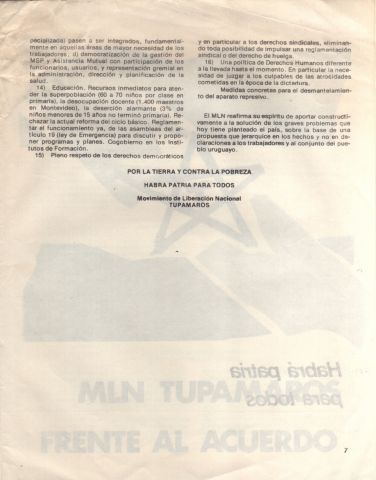 pecializada) pasen a ser integrados, fundamental-
mente en aquellas áreas de mayor necesidad de los
trabajadores, d) democratización de la gestión del
MSP y Asistencia Mutual con participación de los
funcionarios, usuarios, y representación gremial en
la administración, dirección y planificación de la
salud.
14) Educación. Recursos inmediatos para aten-
der la superpoblación (60 a 70 niños por clase en
primaria), la desocupación docente (1.400 maestros
en Montevideo), la deserción alarmante (3% de
niños menores de 15 años no terminó primaria). Re-
chazar la actual reforma del ciclo básico. Reglamen-
tar el funcionamiento ya, de las asambleas del ar-
tículo 19 (ley de Emergencia) para discutir y propo-
ner programas y planes. Cogobierno en los Insti-
tutos de Formación.
15) Pleno respeto de los derechos democráticos
y en particular a los derechos sindicales, eliminan-
do toda posibilidad de impulsar una reglamentación
sindical o del derecho de huelga.
16) Una política de Derechos Humanos diferente
a la llevada hasta el momento. En particular la nece-
sidad de juzgar a los culpables de las atrocidades
cometidas en la época de la dictadura.
Medidas concretas para el desmantelamien-
to del aparato represivo.
El MLN reafirma su espíritu de aportar constructi-
vamente a la solución de los graves problemas que
hoy tiene planteado el país, sobre la base de una
propuesta que jerarquice en los hechos y no en de-
claraciones a los trabajadores y al conjunto del pue-
blo uruguayo.
POR LA TIERRA Y CONTRA LA POBREZA
HABRA PATRIA PARA TODOS
Movimiento de Liberación Nacional
TUPAMAROS
Habrá patria
para todos
MLN TUPAMAROS
FRENTE AL ACUERDO
7